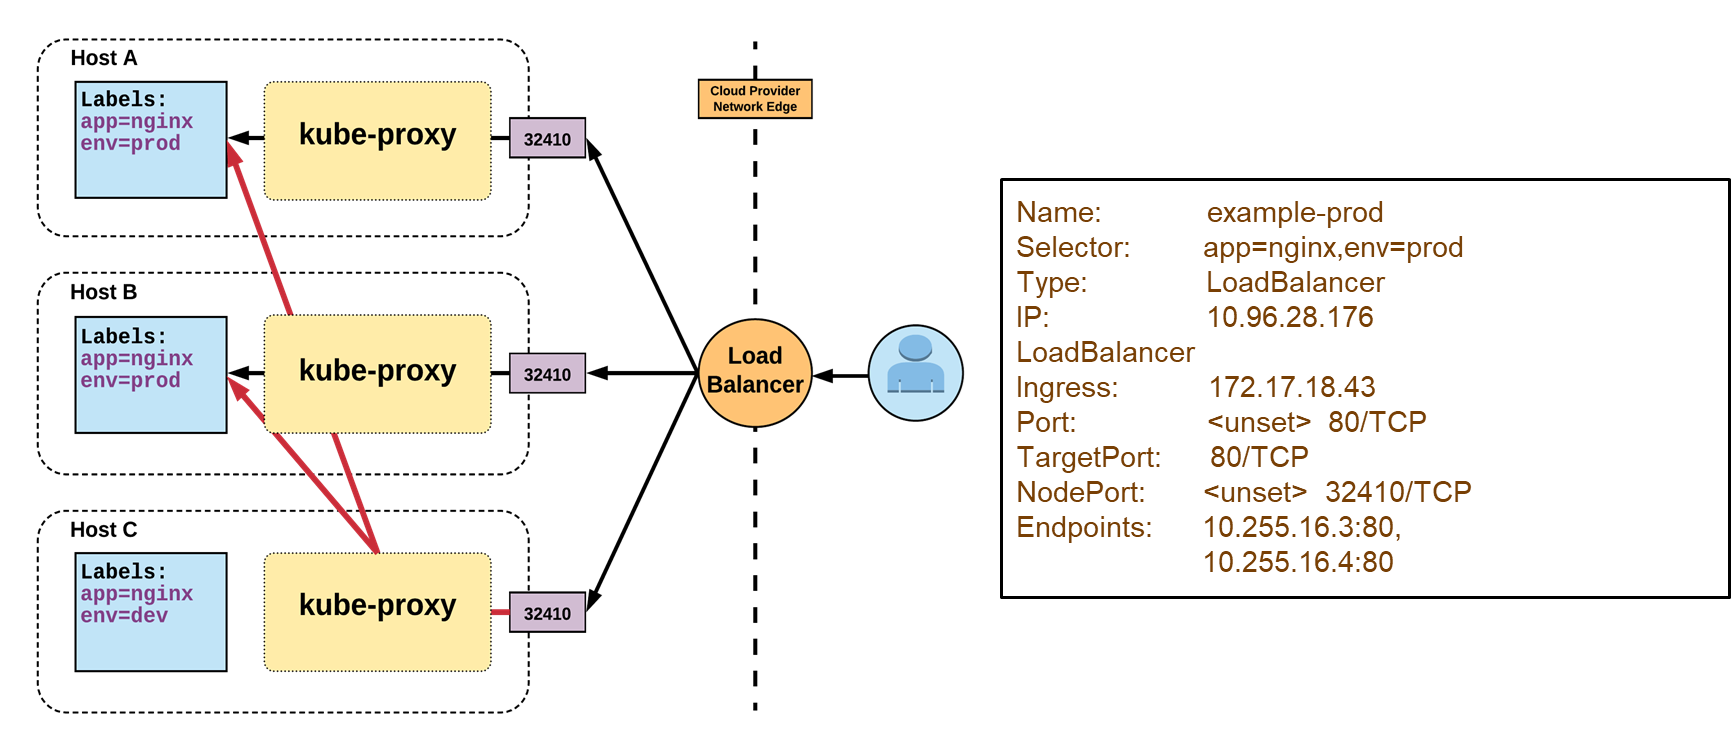 Host A
Labels:
app=nginx
env=prod
kube-proxy
32410
Host B
Labels:
app=nginx
env=prod
kube-proxy
32410
Host C
Labels:
app=nginx
env=dev
kube-proxy
32410
Cloud Provider
Network Edge
Load
Balancer
Name: example-prod
Selector: app=nginx,env=prod
Type: LoadBalancer
IP: 10.96.28.176
LoadBalancer
Ingress: 172.17.18.43
Port: <unset> 80/TCP
TargetPort: 80/TCP
NodePort: <unset> 32410/TCP
Endpoints: 10.255.16.3:80,
10.255.16.4:80